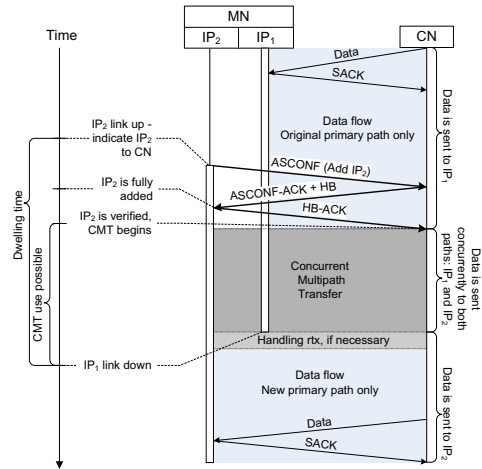 MN
Time
IP2
IP1
CN
Data
SACK
Data flow
Original primary path only
Data is sent to IP1
IP2 link up -
indicate IP2
to CN
ASCONF (Add IP2)
ASCONF-ACK + HB
IP2 is fully
added
HB-ACK
IP2 is verified,
CMT begins
Dwelling time
CMT use possible
Concurrent
Multipath
Transfer
Data is sent
concurrently to both
paths: IP1 and IP2
Handling rtx, if necessary
IP1 link down
Data flow
New primary path only
Data is sent to IP2
Data
SACK